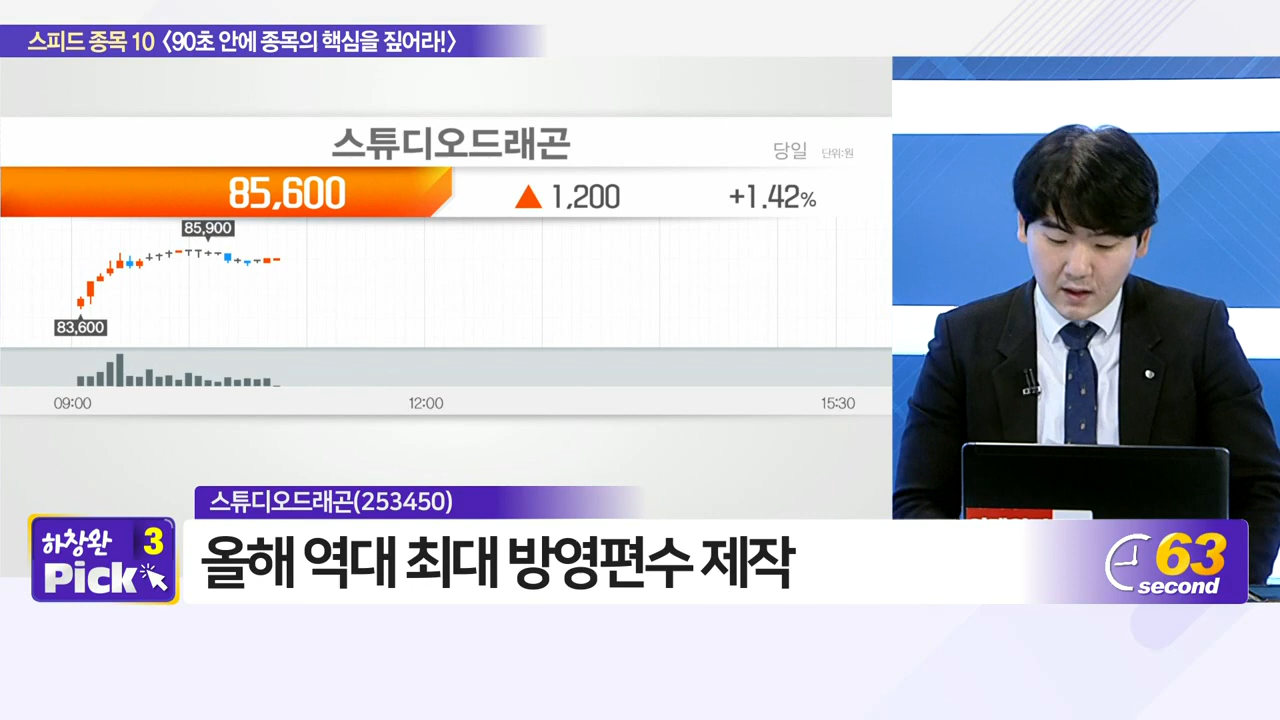 스피드 종목 10 〈90초 안에 종목의 핵심을 짚어라!〉
스튜디오드래곤
당일 단위:원
85,600 ▲ 1,200 +1.42%
85,900
83,600
09:00 12:00 15:30
스튜디오드래곤(253450)
하창완 3
Pick
올해 역대 최대 방영편수 제작
63
second